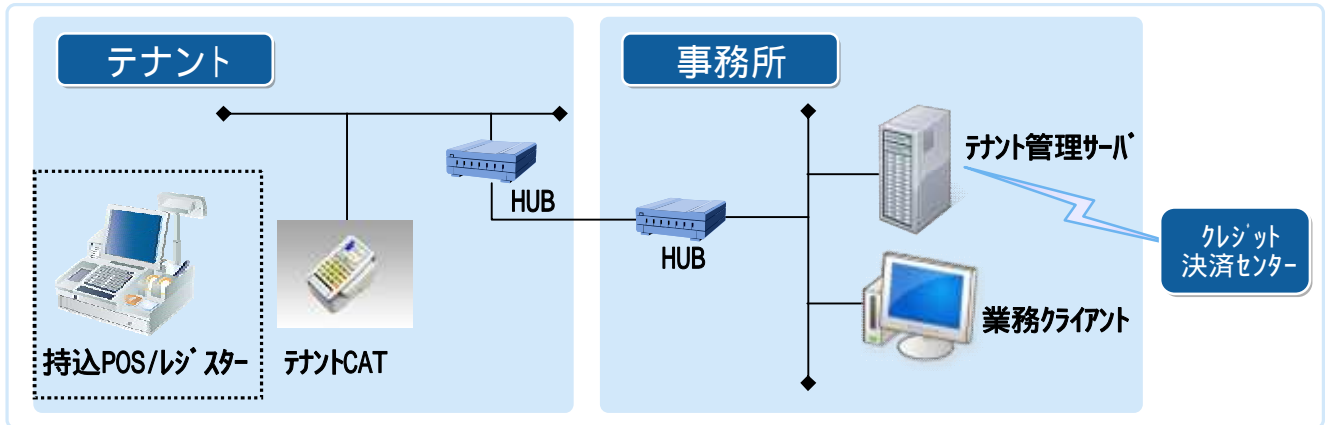 テナント
事務所
テナント管理サーバ
HUB
HUB
クレジット
決済センター
業務クライアント
持込POS/レジスター
テナントCAT